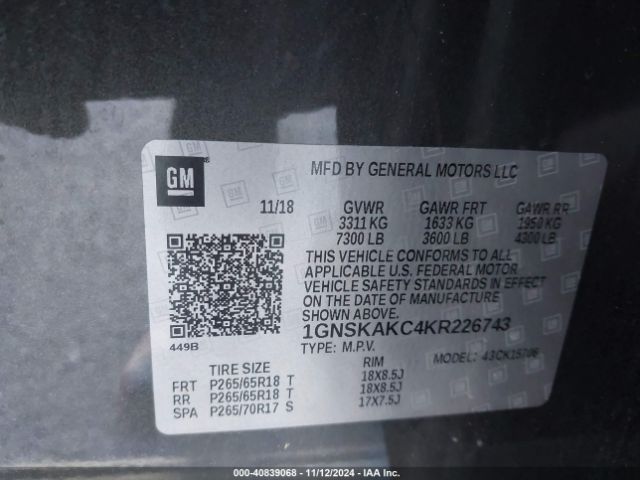 GM
MFD BY GENERAL MOTORS LLC
11/18 GVWR GAWR FRT GAWR RR
3311 KG 1633 KG 1950 KG
7300 LB 3600 LB 4300 LB
THIS VEHICLE CONFORMS TO ALL
APPLICABLE U.S. FEDERAL MOTOR
VEHICLE SAFETY STANDARDS IN EFFECT
ON THE DATE OF MANUFACTURE
SHOWN ABOVE.
1GNSKAKC4KR226743
449B TYPE: M.P.V. MODEL: 43CK15706
TIRE SIZE RIM
FRT P265/65R18 T 18X8.5J
RR P265/65R18 T 18X8.5J
SPA P265/70R17 S 17X7.5J
000-40839068 - 11/12/2024 - IAA Inc.